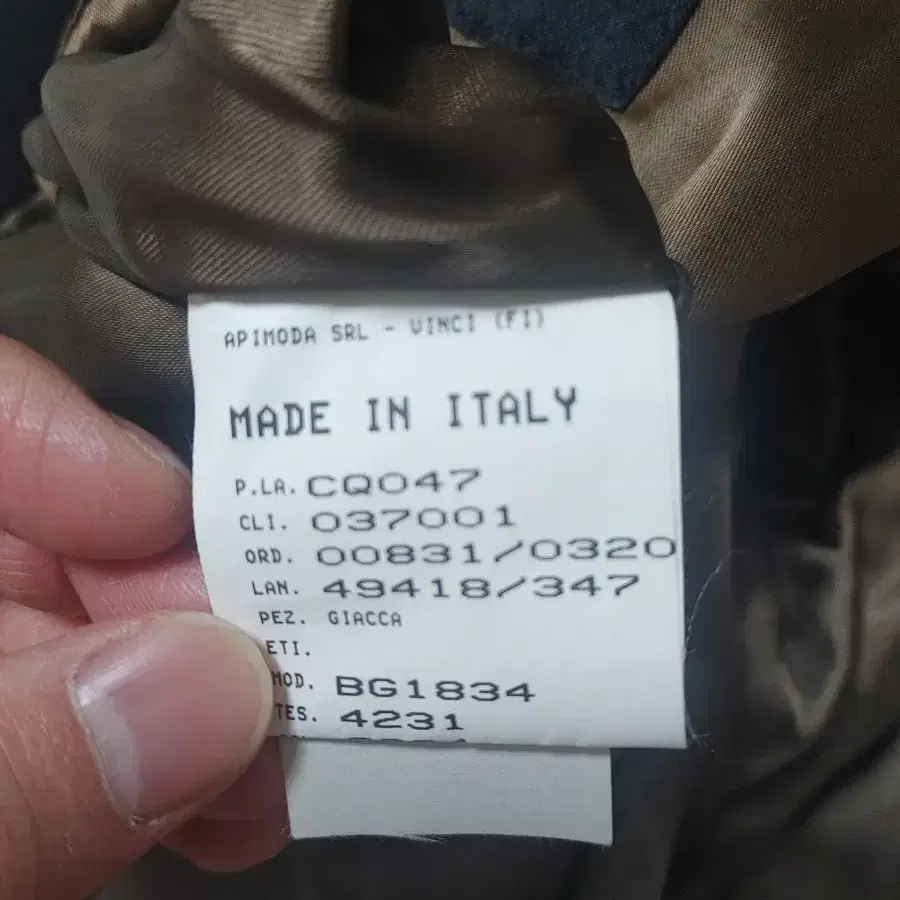 APIMODA SRL - VINCI (FI)
MADE IN ITALY
P.LA. CQ047
CLI. 037001
ORD. 00831/0320
LAN. 49418/347
PEZ. GIACCA
ETI.
MOD. BG1834
TES. 4231